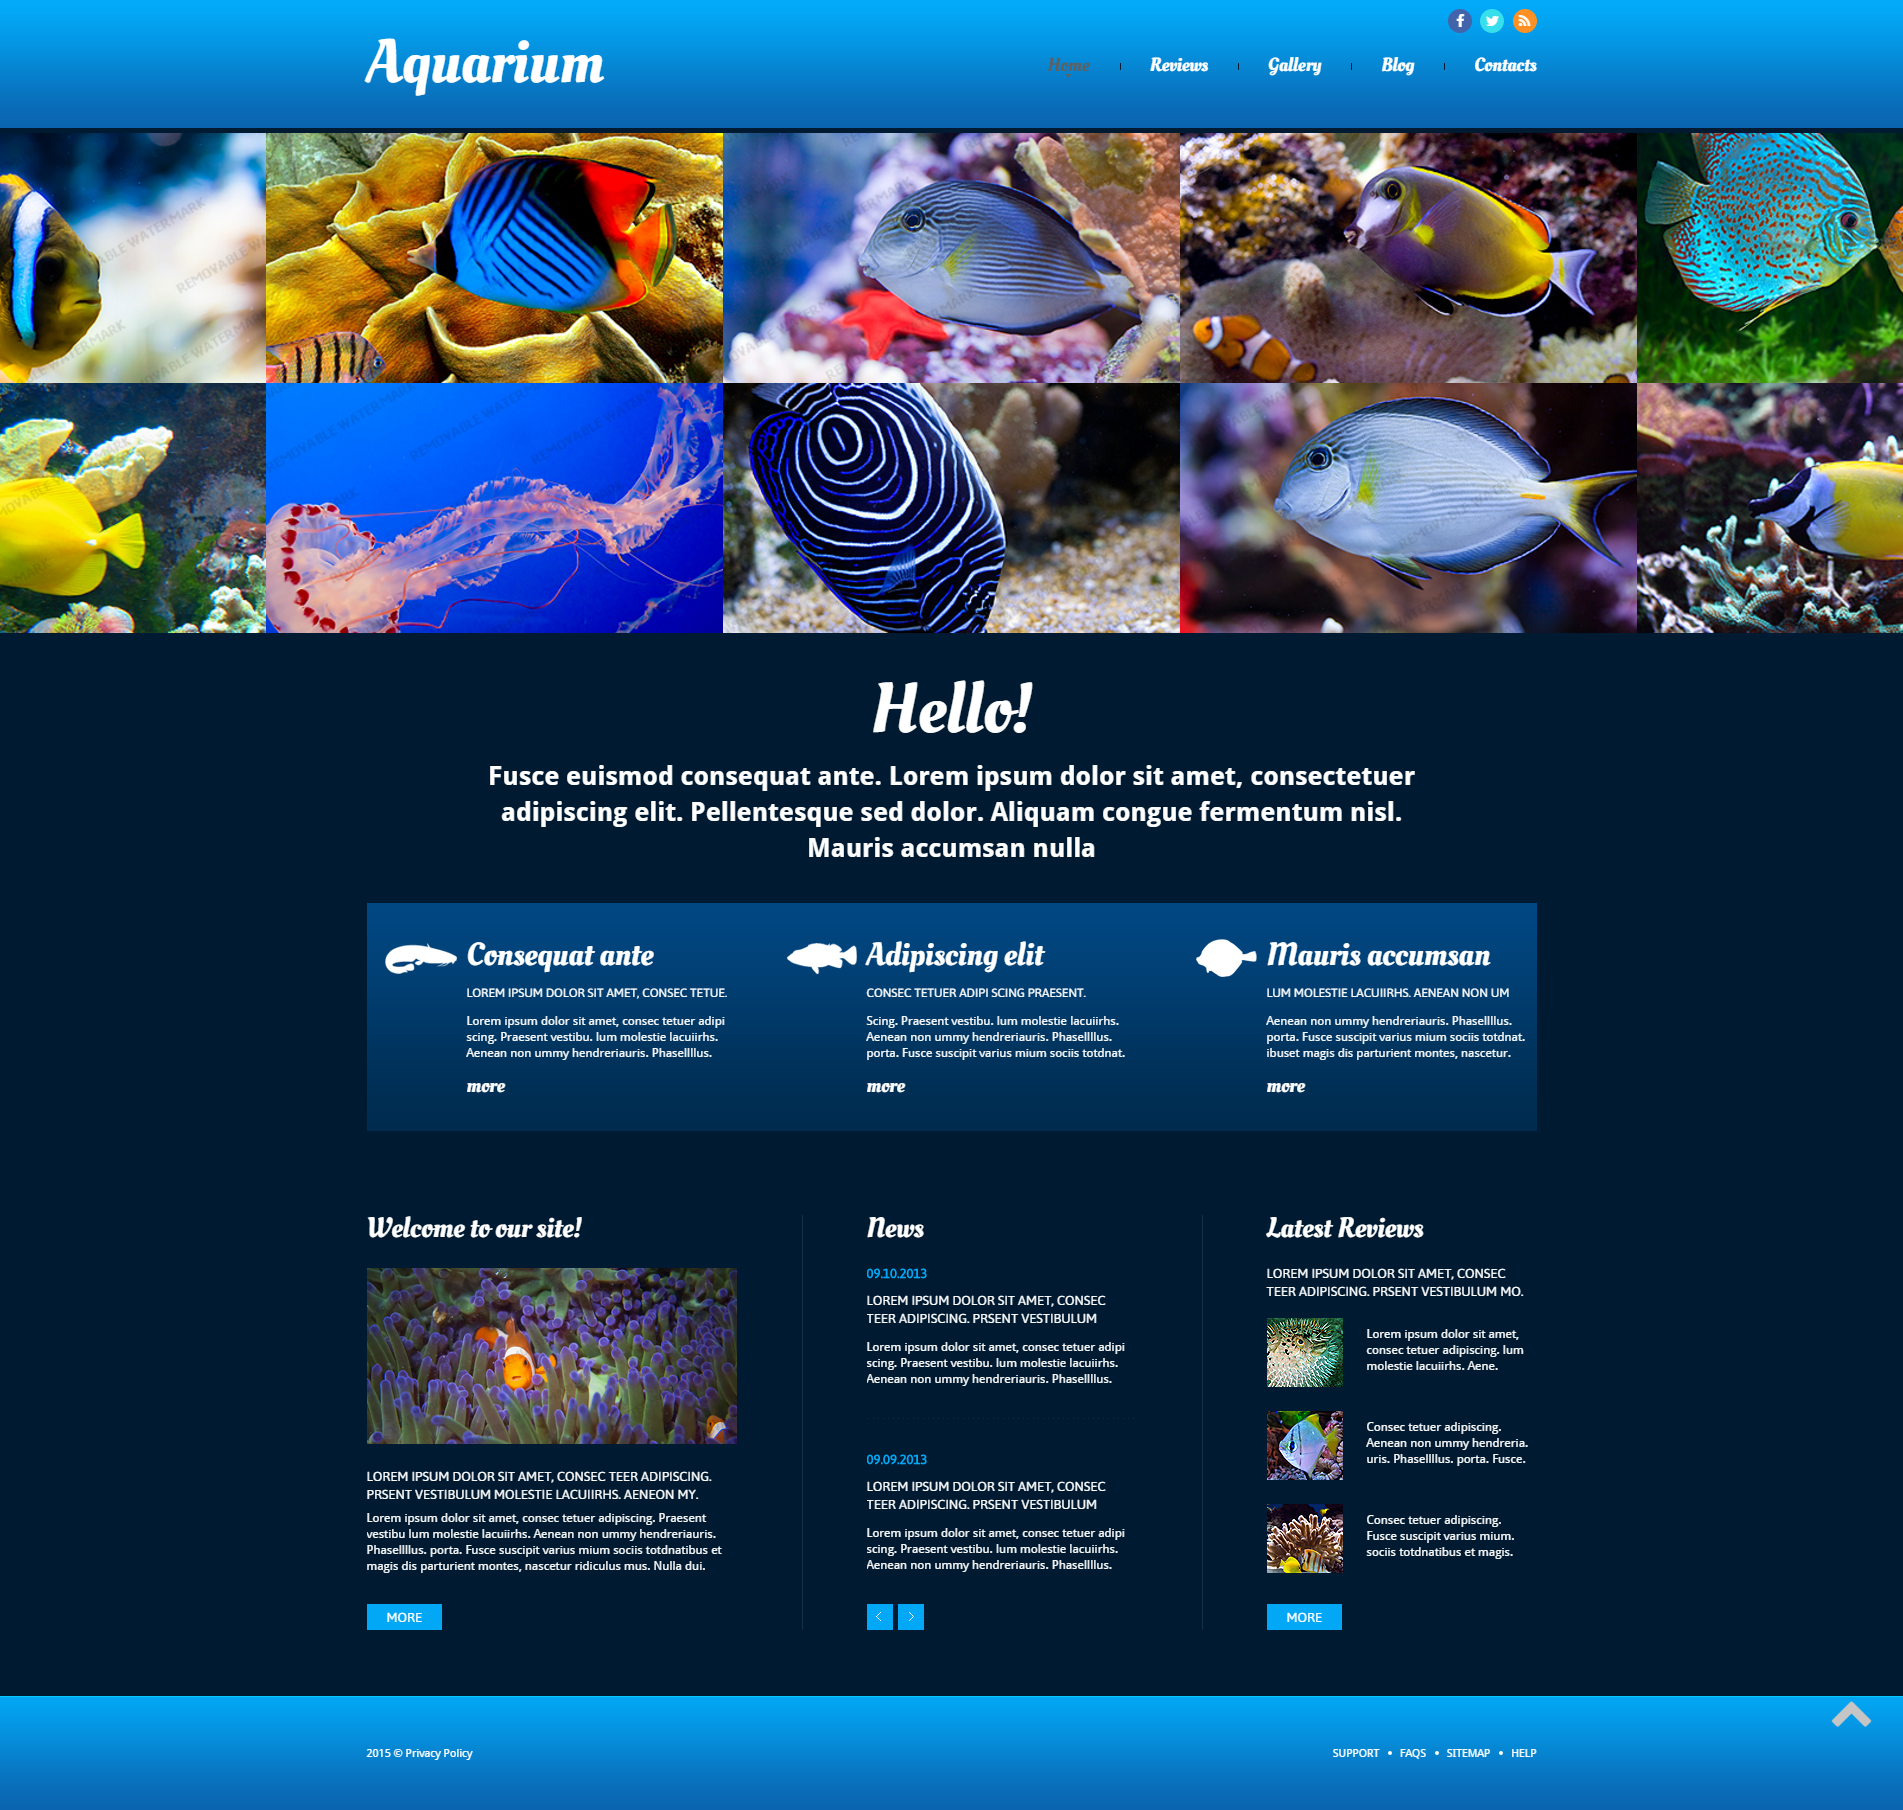 Aquarium
Home
Reviews
Gallery
Blog
Contacts
REMOVABLE WATERMARK
Hello!
Fusce euismod consequat ante. Lorem ipsum dolor sit amet, consectetuer
adipiscing elit. Pellentesque sed dolor. Aliquam congue fermentum nisl.
Mauris accumsan nulla
Consequat ante
LOREM IPSUM DOLOR SIT AMET, CONSEC TETUE.
Lorem ipsum dolor sit amet, consec tetuer adipi
scing. Praesent vestibu. lum molestie lacuiirhs.
Aenean non ummy hendreriauris. Phasellllus.
more
Adipiscing elit
CONSEC TETUER ADIPI SCING PRAESENT.
Scing. Praesent vestibu. lum molestie lacuiirhs.
Aenean non ummy hendreriauris. Phasellllus.
porta. Fusce suscipit varius mium sociis totdnat.
more
Mauris accumsan
LUM MOLESTIE LACUIIRHS. AENEAN NON UM
Aenean non ummy hendreriauris. Phasellllus.
porta. Fusce suscipit varius mium sociis totdnat.
ibuset magis dis parturient montes, nascetur.
more
Welcome to our site!
LOREM IPSUM DOLOR SIT AMET, CONSEC TEER ADIPISCING.
PRSENT VESTIBULUM MOLESTIE LACUIIRHS. AENEON MY.
Lorem ipsum dolor sit amet, consec tetuer adipiscing. Praesent
vestibu lum molestie lacuiirhs. Aenean non ummy hendreriauris.
Phasellllus. porta. Fusce suscipit varius mium sociis totdnatibus et
magis dis parturient montes, nascetur ridiculus mus. Nulla dui.
MORE
News
09.10.2013
LOREM IPSUM DOLOR SIT AMET, CONSEC
TEER ADIPISCING. PRSENT VESTIBULUM
Lorem ipsum dolor sit amet, consec tetuer adipi
scing. Praesent vestibu. lum molestie lacuiirhs.
Aenean non ummy hendreriauris. Phasellllus.
09.09.2013
LOREM IPSUM DOLOR SIT AMET, CONSEC
TEER ADIPISCING. PRSENT VESTIBULUM
Lorem ipsum dolor sit amet, consec tetuer adipi
scing. Praesent vestibu. lum molestie lacuiirhs.
Aenean non ummy hendreriauris. Phasellllus.
Latest Reviews
LOREM IPSUM DOLOR SIT AMET, CONSEC
TEER ADIPISCING. PRSENT VESTIBULUM MO.
Lorem ipsum dolor sit amet,
consec tetuer adipiscing. lum
molestie lacuiirhs. Aene.
Consec tetuer adipiscing.
Aenean non ummy hendreria.
uris. Phasellllus. porta. Fusce.
Consec tetuer adipiscing.
Fusce suscipit varius mium.
sociis totdnatibus et magis.
MORE
2015 © Privacy Policy
SUPPORT • FAQS • SITEMAP • HELP